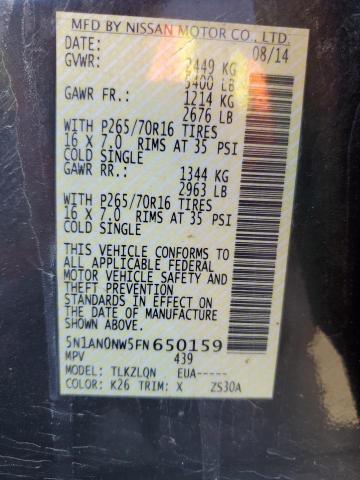 MFD BY NISSAN MOTOR CO., LTD.
DATE: 08/14
GVWR: 2449 KG
5400 LB
GAWR FR.: 1214 KG
2676 LB
WITH P265/70R16 TIRES
16 X 7.0 RIMS AT 35 PSI
COLD SINGLE
GAWR RR.: 1344 KG
2963 LB
WITH P265/70R16 TIRES
16 X 7.0 RIMS AT 35 PSI
COLD SINGLE
THIS VEHICLE CONFORMS TO
ALL APPLICABLE FEDERAL
MOTOR VEHICLE SAFETY AND
THEFT PREVENTION
STANDARDS IN EFFECT ON
THE DATE OF MANUFACTURE
SHOWN ABOVE.
5N1AN0NW5FN650159
MPV 439
MODEL: TLKZLQN EUA-----
COLOR: K26 TRIM: X ZS30A